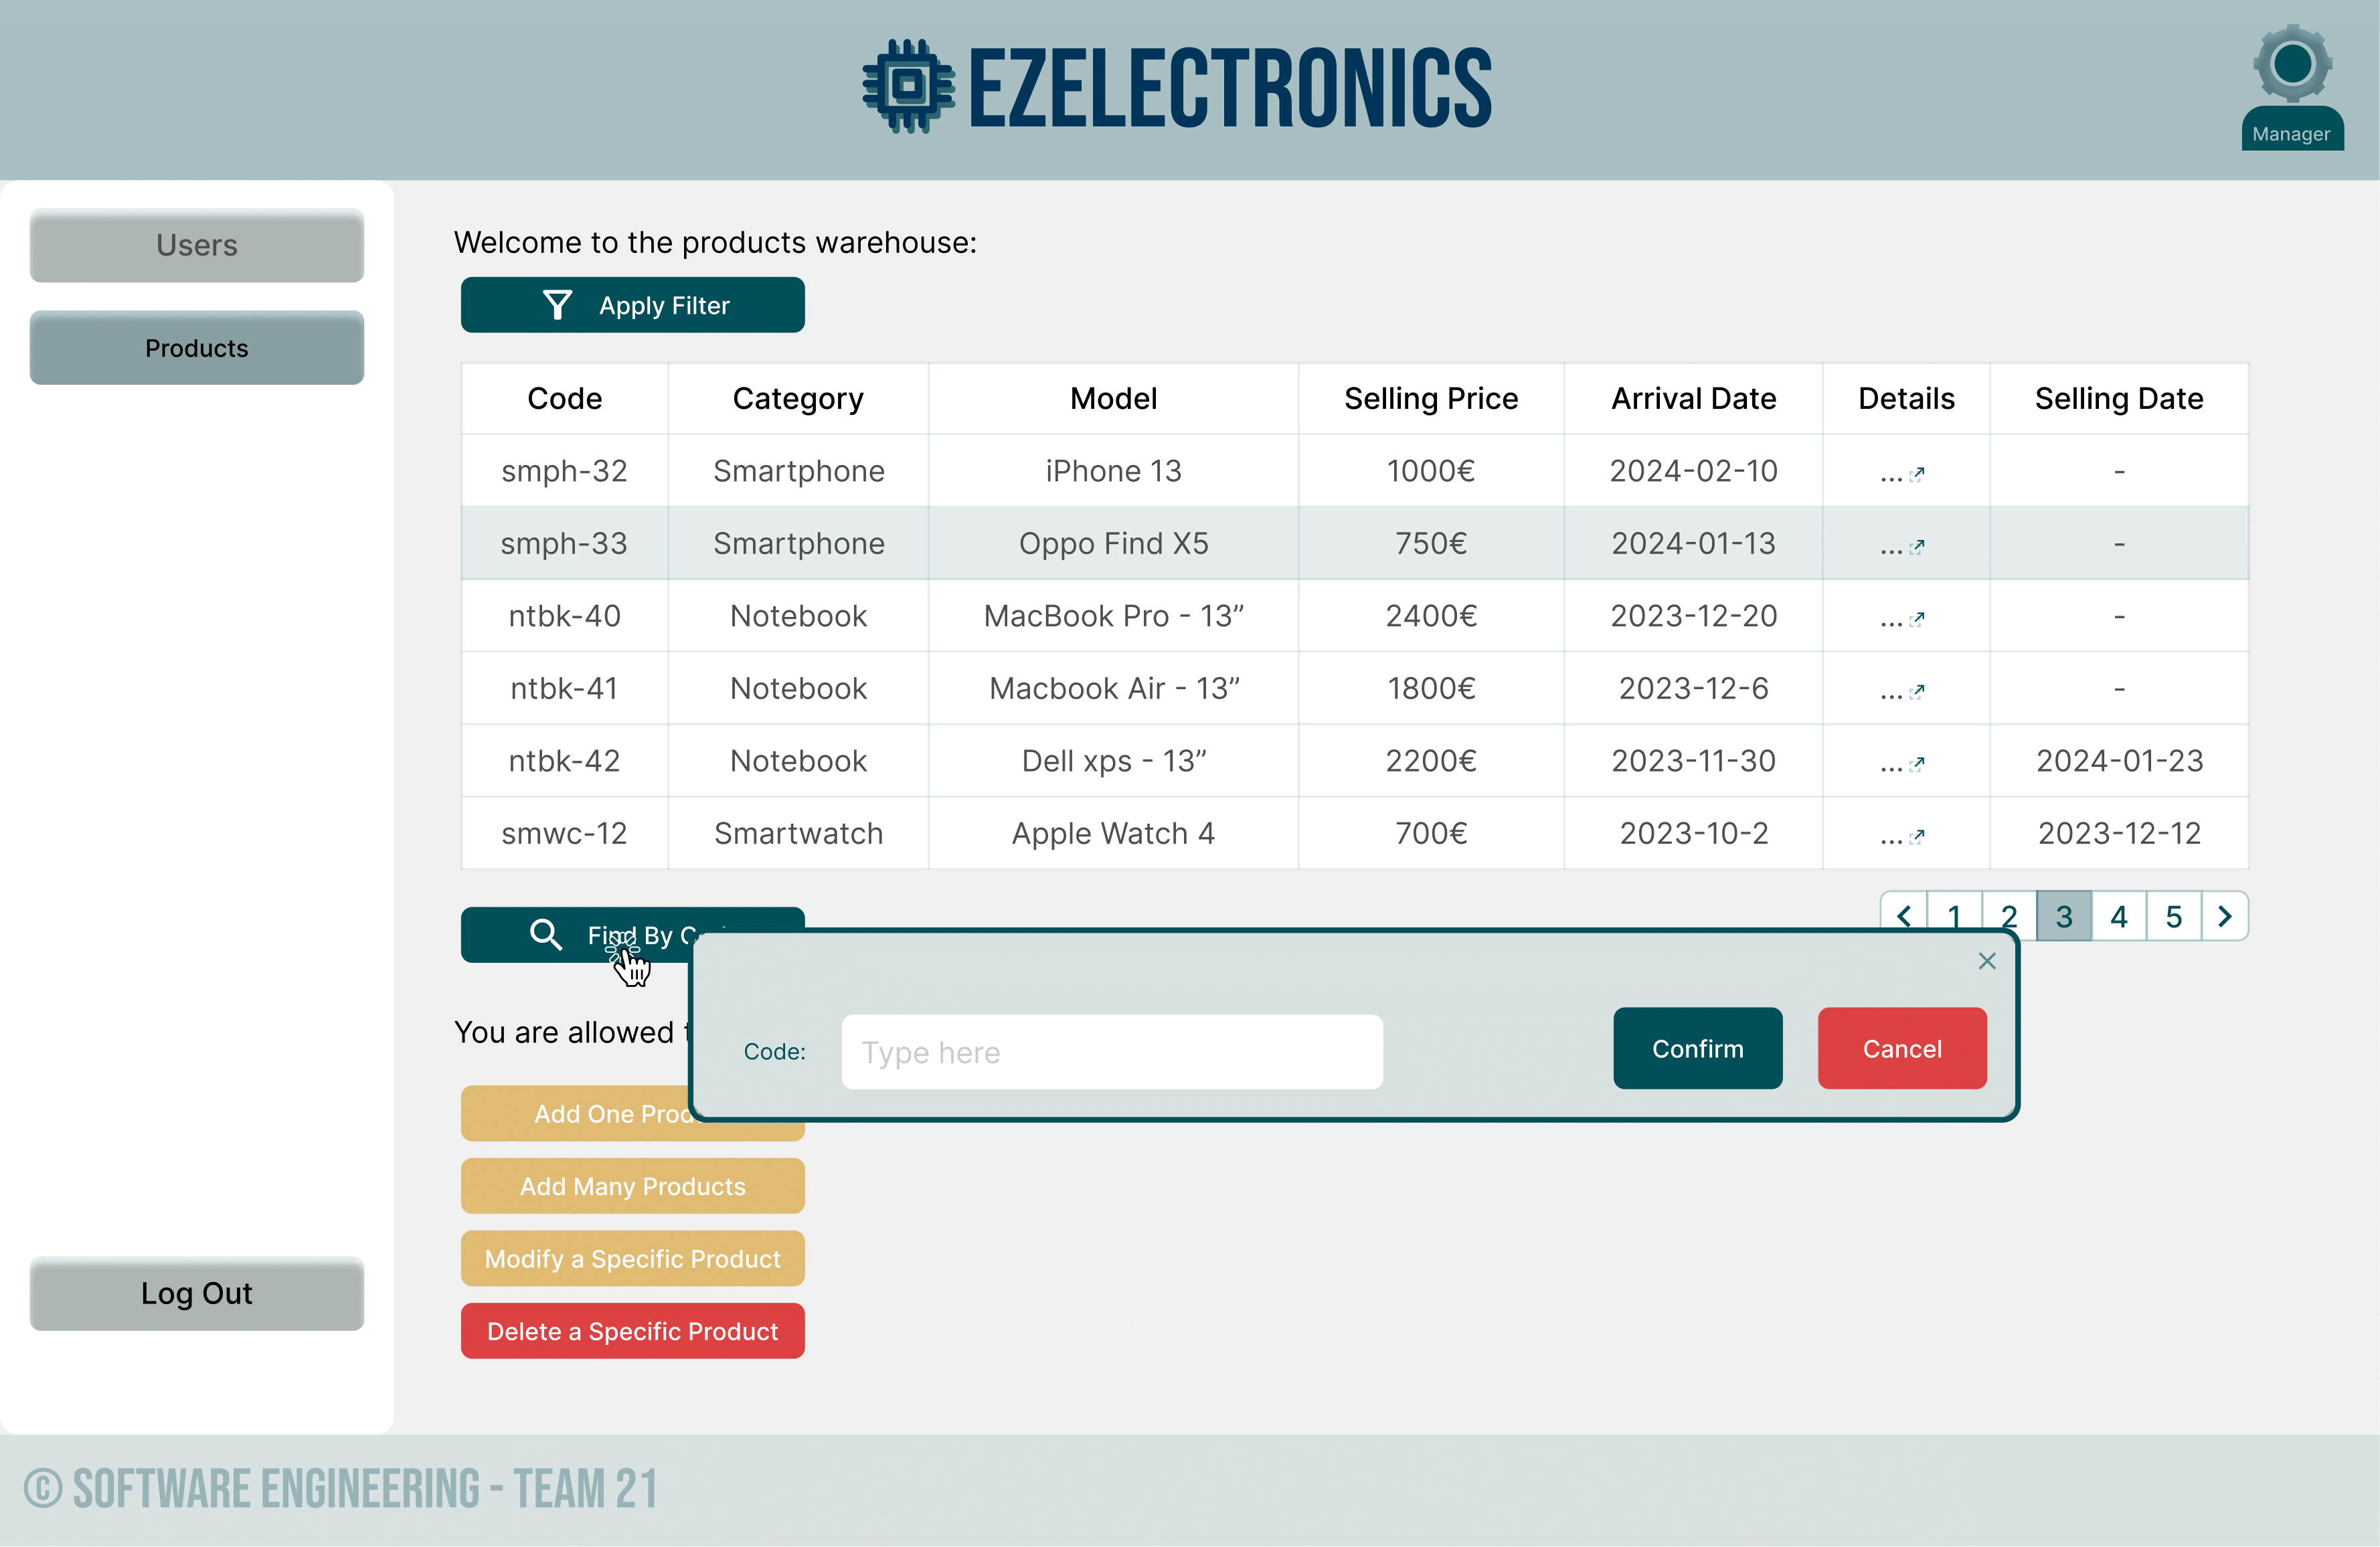 EZELECTRONICS
Manager
Users
Products
Log Out
Welcome to the products warehouse:
Apply Filter
Code Category Model Selling Price Arrival Date Details Selling Date
smph-32 Smartphone iPhone 13 1000€ 2024-02-10 ... -
smph-33 Smartphone Oppo Find X5 750€ 2024-01-13 ... -
ntbk-40 Notebook MacBook Pro - 13” 2400€ 2023-12-20 ... -
ntbk-41 Notebook Macbook Air - 13” 1800€ 2023-12-6 ... -
ntbk-42 Notebook Dell xps - 13” 2200€ 2023-11-30 ... 2024-01-23
smwc-12 Smartwatch Apple Watch 4 700€ 2023-10-2 ... 2023-12-12
1 2 3 4 5
Find By
Code: Type here Confirm Cancel
You are allowed
Add One
Add Many Products
Modify a Specific Product
Delete a Specific Product
© SOFTWARE ENGINEERING - TEAM 21